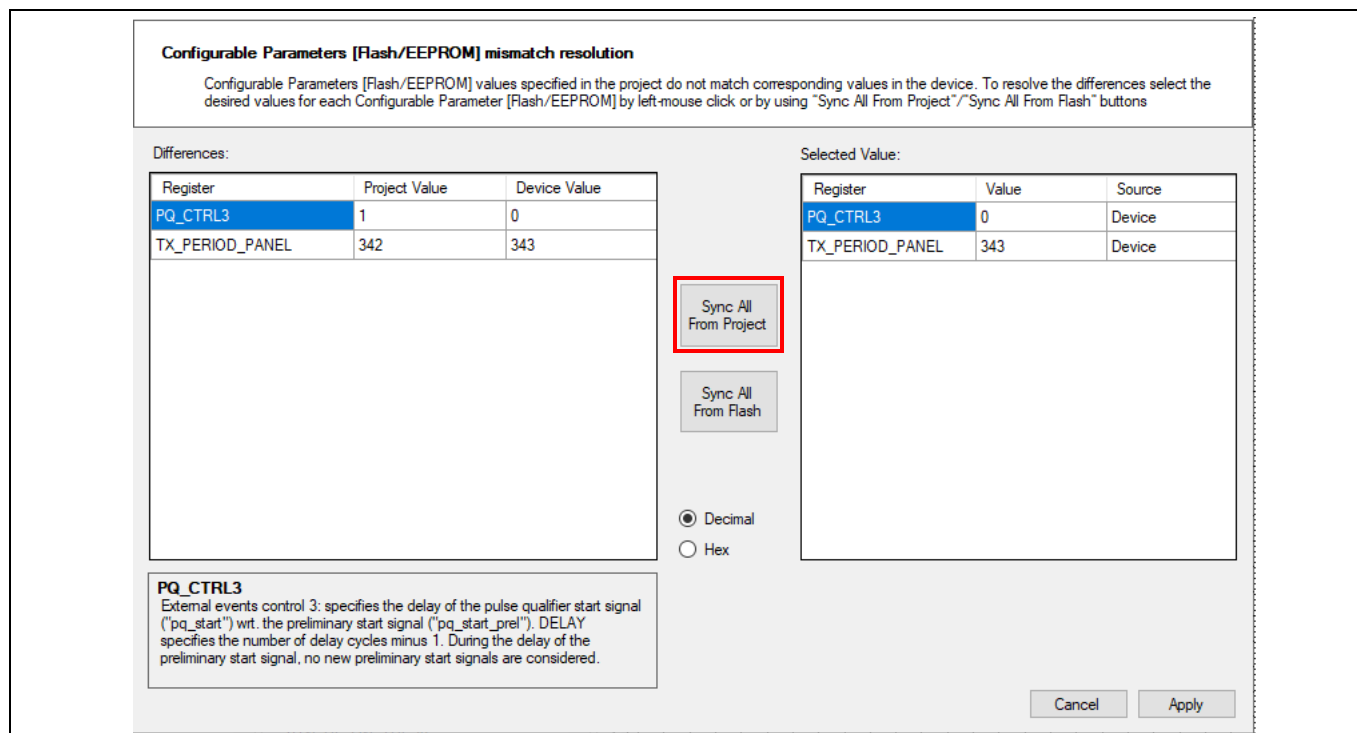 Configurable Parameters [Flash/EEPROM] mismatch resolution
Configurable Parameters [Flash/EEPROM] values specified in the project do not match corresponding values in the device. To resolve the differences select the
desired values for each Configurable Parameter [Flash/EEPROM] by left-mouse click or by using "Sync All From Project"/"Sync All From Flash" buttons
Differences:
Register Project Value Device Value
PQ_CTRL3 1 0
TX_PERIOD_PANEL 342 343
Sync All
From Project
Sync All
From Flash
Decimal
Hex
Selected Value:
Register Value Source
PQ_CTRL3 0 Device
TX_PERIOD_PANEL 343 Device
PQ_CTRL3
External events control 3: specifies the delay of the pulse qualifier start signal
("pq_start") wrt. the preliminary start signal ("pq_start_prel"). DELAY
specifies the number of delay cycles minus 1. During the delay of the
preliminary start signal, no new preliminary start signals are considered.
Cancel Apply